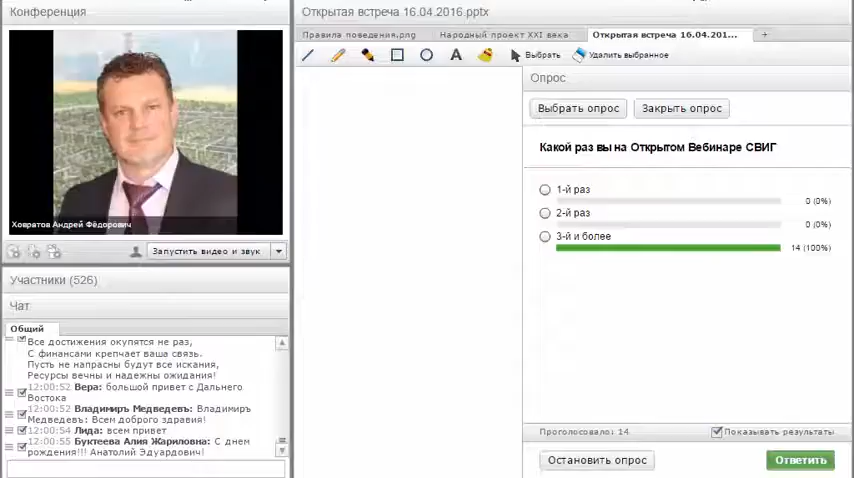 Конференция
Ховратов Андрей Фёдорович
Запустить видео и звук
Участники (526)
Чат
Общий
Все достижения окупятся не раз,
С финансами крепчает ваша связь.
Пусть не напрасны будут все искания,
Ресурсы вечны и надежны ожидания!
12:00:52 Вера: большой привет с Дальнего
Востока
12:00:52 Владимиръ Медведевъ: Владимиръ
Медведевъ: Всем доброго здравия!
12:00:54 Лида: всем привет
12:00:55 Буктеева Алия Жариловна: С днем
рождения!!! Анатолий Эдуардович!
Открытая встреча 16.04.2016.pptx
Правила поведения.png
Народный проект XXI века
Открытая встреча 16.04.201...
+
A
Выбрать
Удалить выбранное
Опрос
Выбрать опрос
Закрыть опрос
Какой раз вы на Открытом Вебинаре СВИГ
1-й раз
0 (0%)
2-й раз
0 (0%)
3-й и более
14 (100%)
Проголосовало: 14
Показывать результаты
Остановить опрос
Ответить